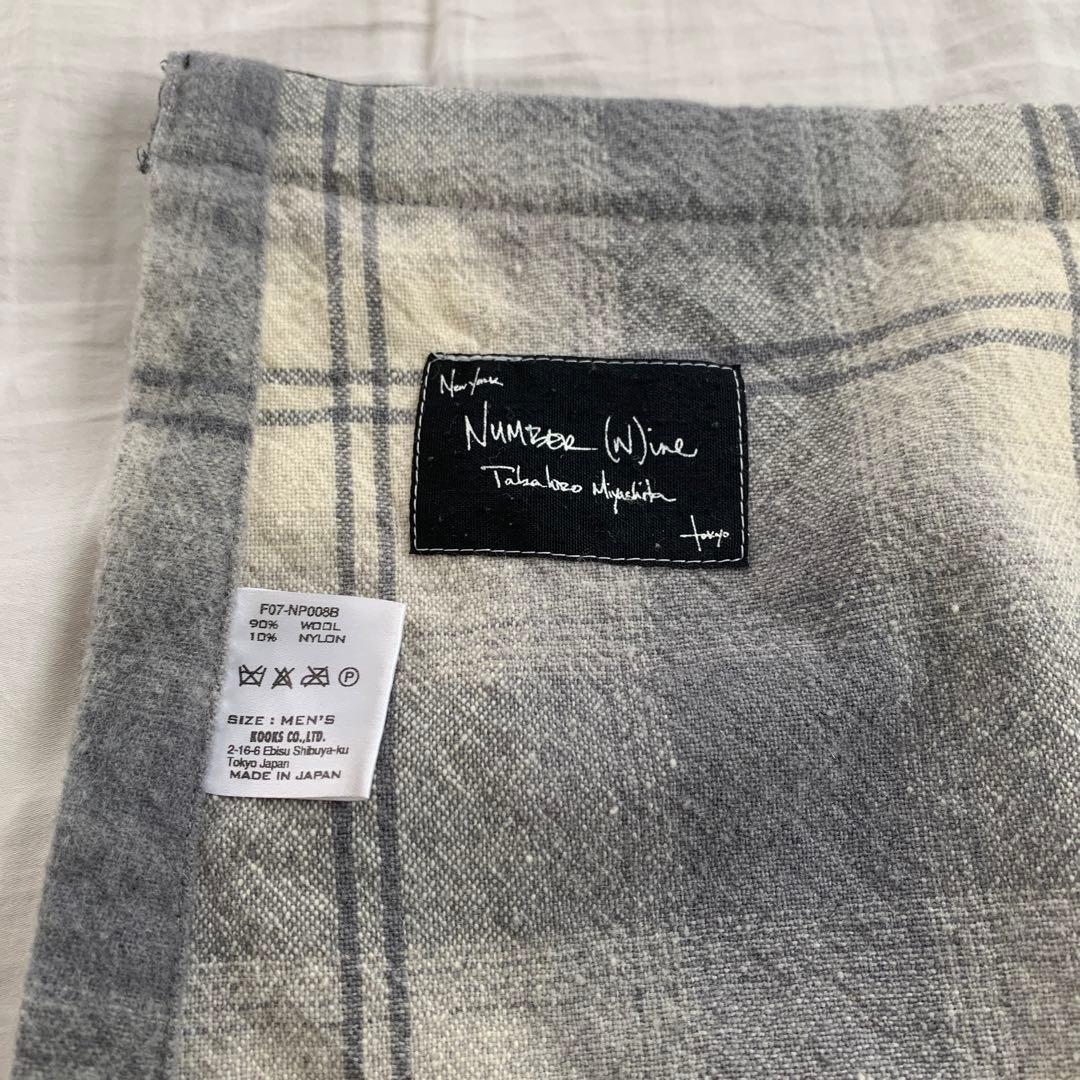 New York
NUMBER (N)ine
Takahiro Miyashita
tokyo
F07-NP008B
90% WOOL
10% NYLON
P
SIZE : MEN'S
KOOKS CO.,LTD.
2-16-6 Ebisu Shibuya-ku
Tokyo Japan
MADE IN JAPAN